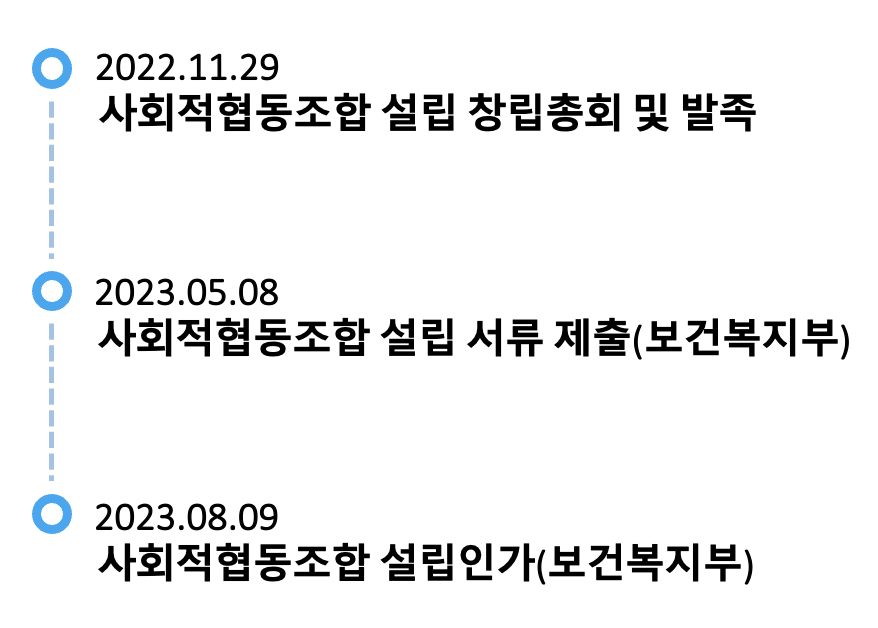 2022.11.29
사회적협동조합 설립 창립총회 및 발족
2023.05.08
사회적협동조합 설립 서류 제출(보건복지부)
2023.08.09
사회적협동조합 설립인가(보건복지부)